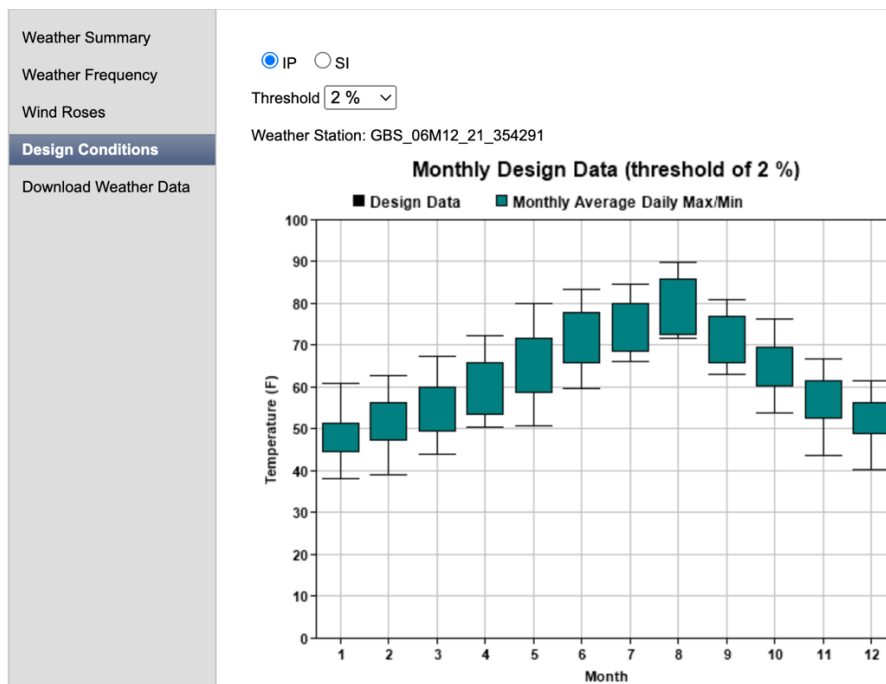 Weather Summary
Weather Frequency
Wind Roses
Design Conditions
Download Weather Data
IP SI
Threshold 2 %
Weather Station: GBS_06M12_21_354291
Monthly Design Data (threshold of 2 %)
Design Data Monthly Average Daily Max/Min
100
90
80
70
60
50
40
30
20
10
0
Temperature (F)
1 2 3 4 5 6 7 8 9 10 11 12
Month